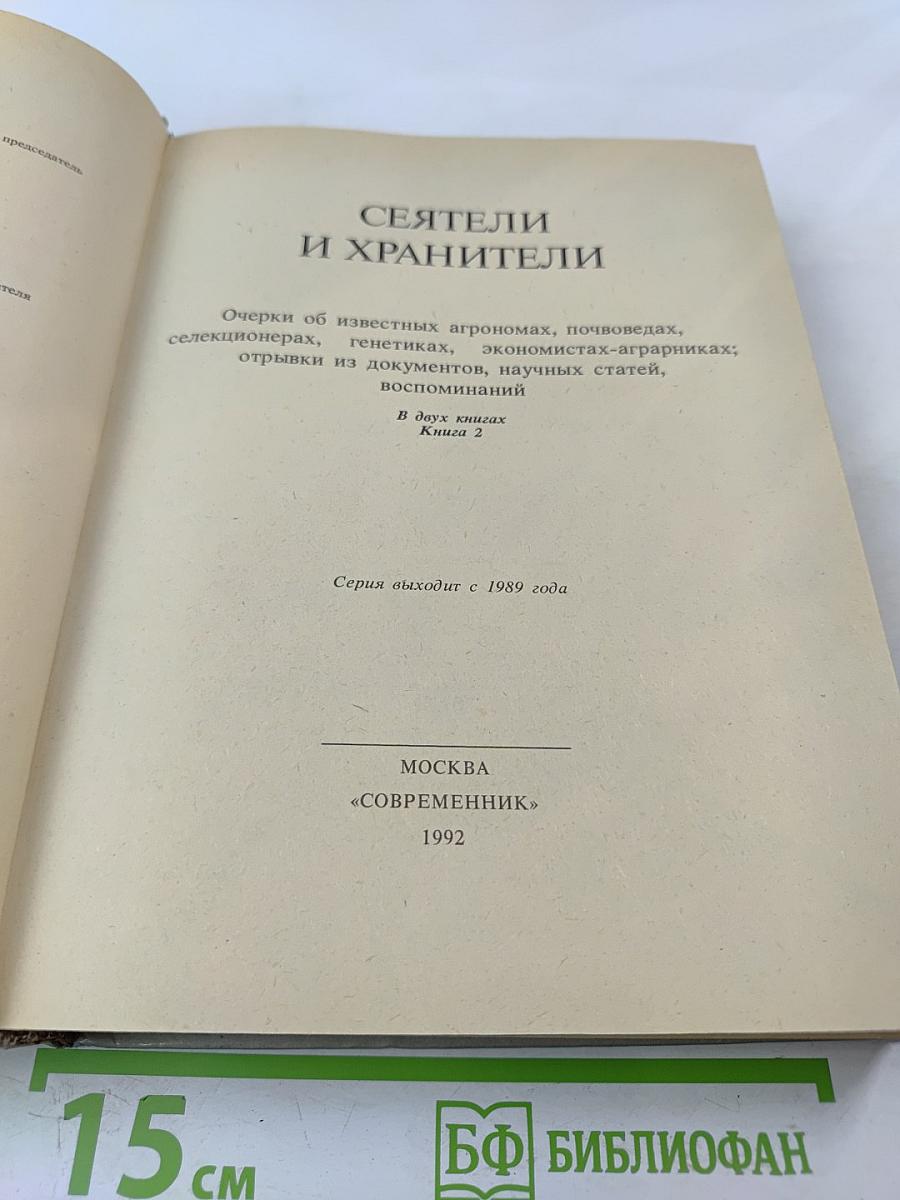 председатель
СЕЯТЕЛИ
И ХРАНИТЕЛИ
Очерки об известных агрономах, почвоведах,
селекционерах, генетиках, экономистах-аграрниках;
отрывки из документов, научных статей,
воспоминаний
В двух книгах
Книга 2
Серия выходит с 1989 года
МОСКВА
«СОВРЕМЕННИК»
1992
15 см
БФ БИБЛИОФАН